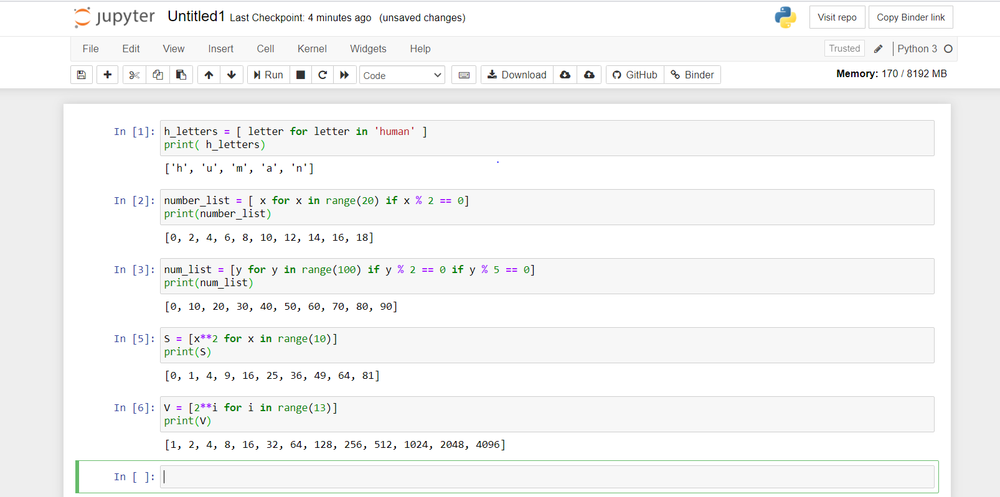 jupyter Untitled1 Last Checkpoint: 4 minutes ago (unsaved changes) Visit repo Copy Binder link
File Edit View Insert Cell Kernel Widgets Help Trusted Python 3
Run Code Download GitHub Binder Memory: 170 / 8192 MB
In [1]: h_letters = [ letter for letter in 'human' ]
print( h_letters)
['h', 'u', 'm', 'a', 'n']
In [2]: number_list = [ x for x in range(20) if x % 2 == 0]
print(number_list)
[0, 2, 4, 6, 8, 10, 12, 14, 16, 18]
In [3]: num_list = [y for y in range(100) if y % 2 == 0 if y % 5 == 0]
print(num_list)
[0, 10, 20, 30, 40, 50, 60, 70, 80, 90]
In [5]: S = [x**2 for x in range(10)]
print(S)
[0, 1, 4, 9, 16, 25, 36, 49, 64, 81]
In [6]: V = [2**i for i in range(13)]
print(V)
[1, 2, 4, 8, 16, 32, 64, 128, 256, 512, 1024, 2048, 4096]
In [ ]: